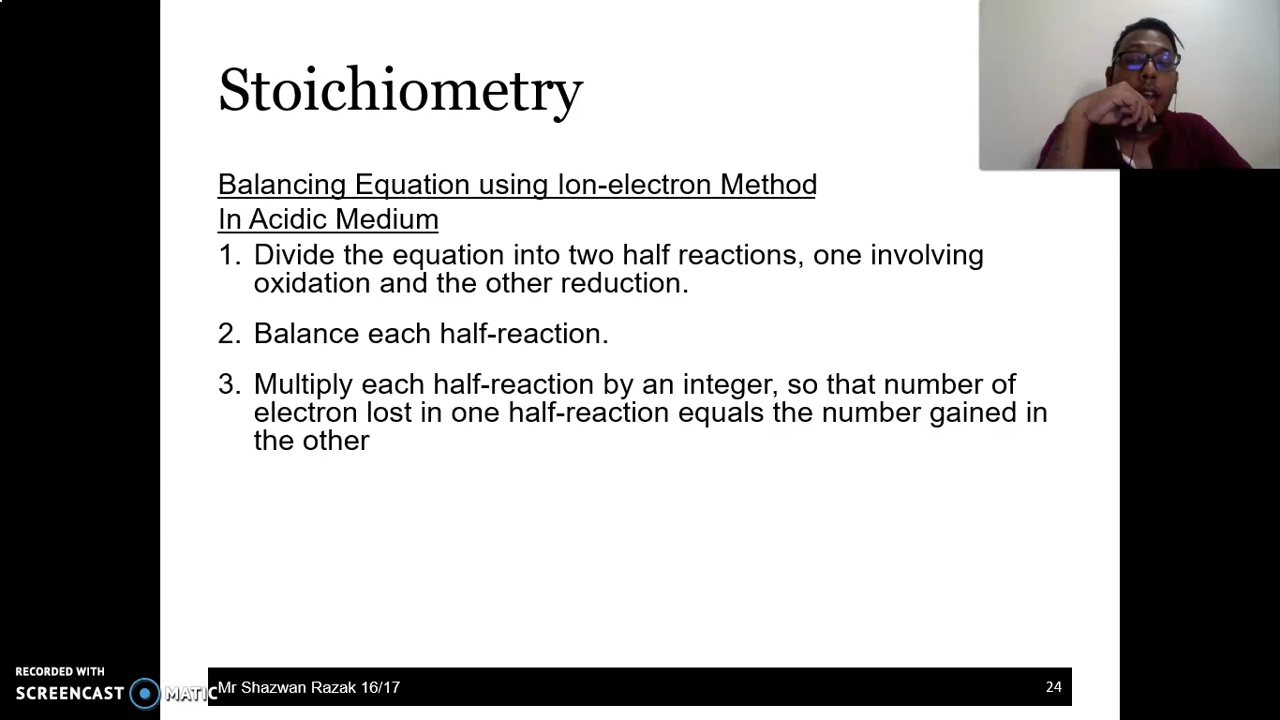 Stoichiometry
Balancing Equation using Ion-electron Method
In Acidic Medium
1. Divide the equation into two half reactions, one involving
oxidation and the other reduction.
2. Balance each half-reaction.
3. Multiply each half-reaction by an integer, so that number of
electron lost in one half-reaction equals the number gained in
the other
RECORDED WITH
SCREENCAST MATIC
Mr Shazwan Razak 16/17
24